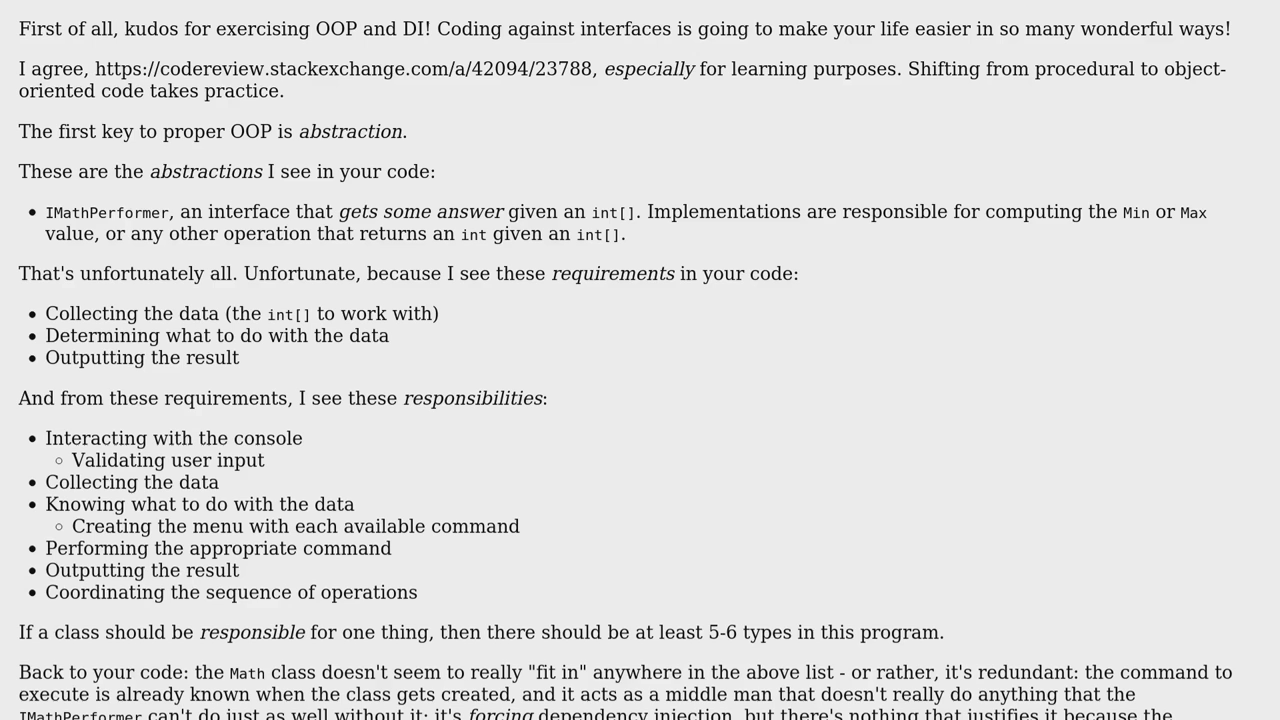 First of all, kudos for exercising OOP and DI! Coding against interfaces is going to make your life easier in so many wonderful ways!
I agree, https://codereview.stackexchange.com/a/42094/23788, especially for learning purposes. Shifting from procedural to object-
oriented code takes practice.
The first key to proper OOP is abstraction.
These are the abstractions I see in your code:
• IMathPerformer, an interface that gets some answer given an int[]. Implementations are responsible for computing the Min or Max
value, or any other operation that returns an int given an int[].
That's unfortunately all. Unfortunate, because I see these requirements in your code:
• Collecting the data (the int[] to work with)
• Determining what to do with the data
• Outputting the result
And from these requirements, I see these responsibilities:
• Interacting with the console
◦ Validating user input
• Collecting the data
• Knowing what to do with the data
◦ Creating the menu with each available command
• Performing the appropriate command
• Outputting the result
• Coordinating the sequence of operations
If a class should be responsible for one thing, then there should be at least 5-6 types in this program.
Back to your code: the Math class doesn't seem to really "fit in" anywhere in the above list - or rather, it's redundant: the command to
execute is already known when the class gets created, and it acts as a middle man that doesn't really do anything that the
IMathPerformer can't do just as well without it; it's forcing dependency injection, but there's nothing that justifies it because the